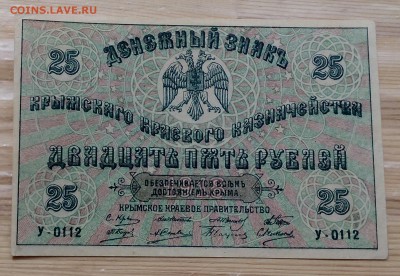 COINS.LAVE.RU
ДЕНЕЖНЫЙ ЗНАКЪ
25 25
КРЫМСКАГО КРАЕВОГО КАЗНАЧЕЙСТВА
ДВАДЦАТЬ ПЯТЬ РУБЛЕЙ
ОБЕЗПЕЧИВАЕТСЯ ВСѢМЪ
ДОСТОЯНІЕМЪ КРЫМА
25 25
КРЫМСКОЕ КРАЕВОЕ ПРАВИТЕЛЬСТВО
У-0112 У-0112